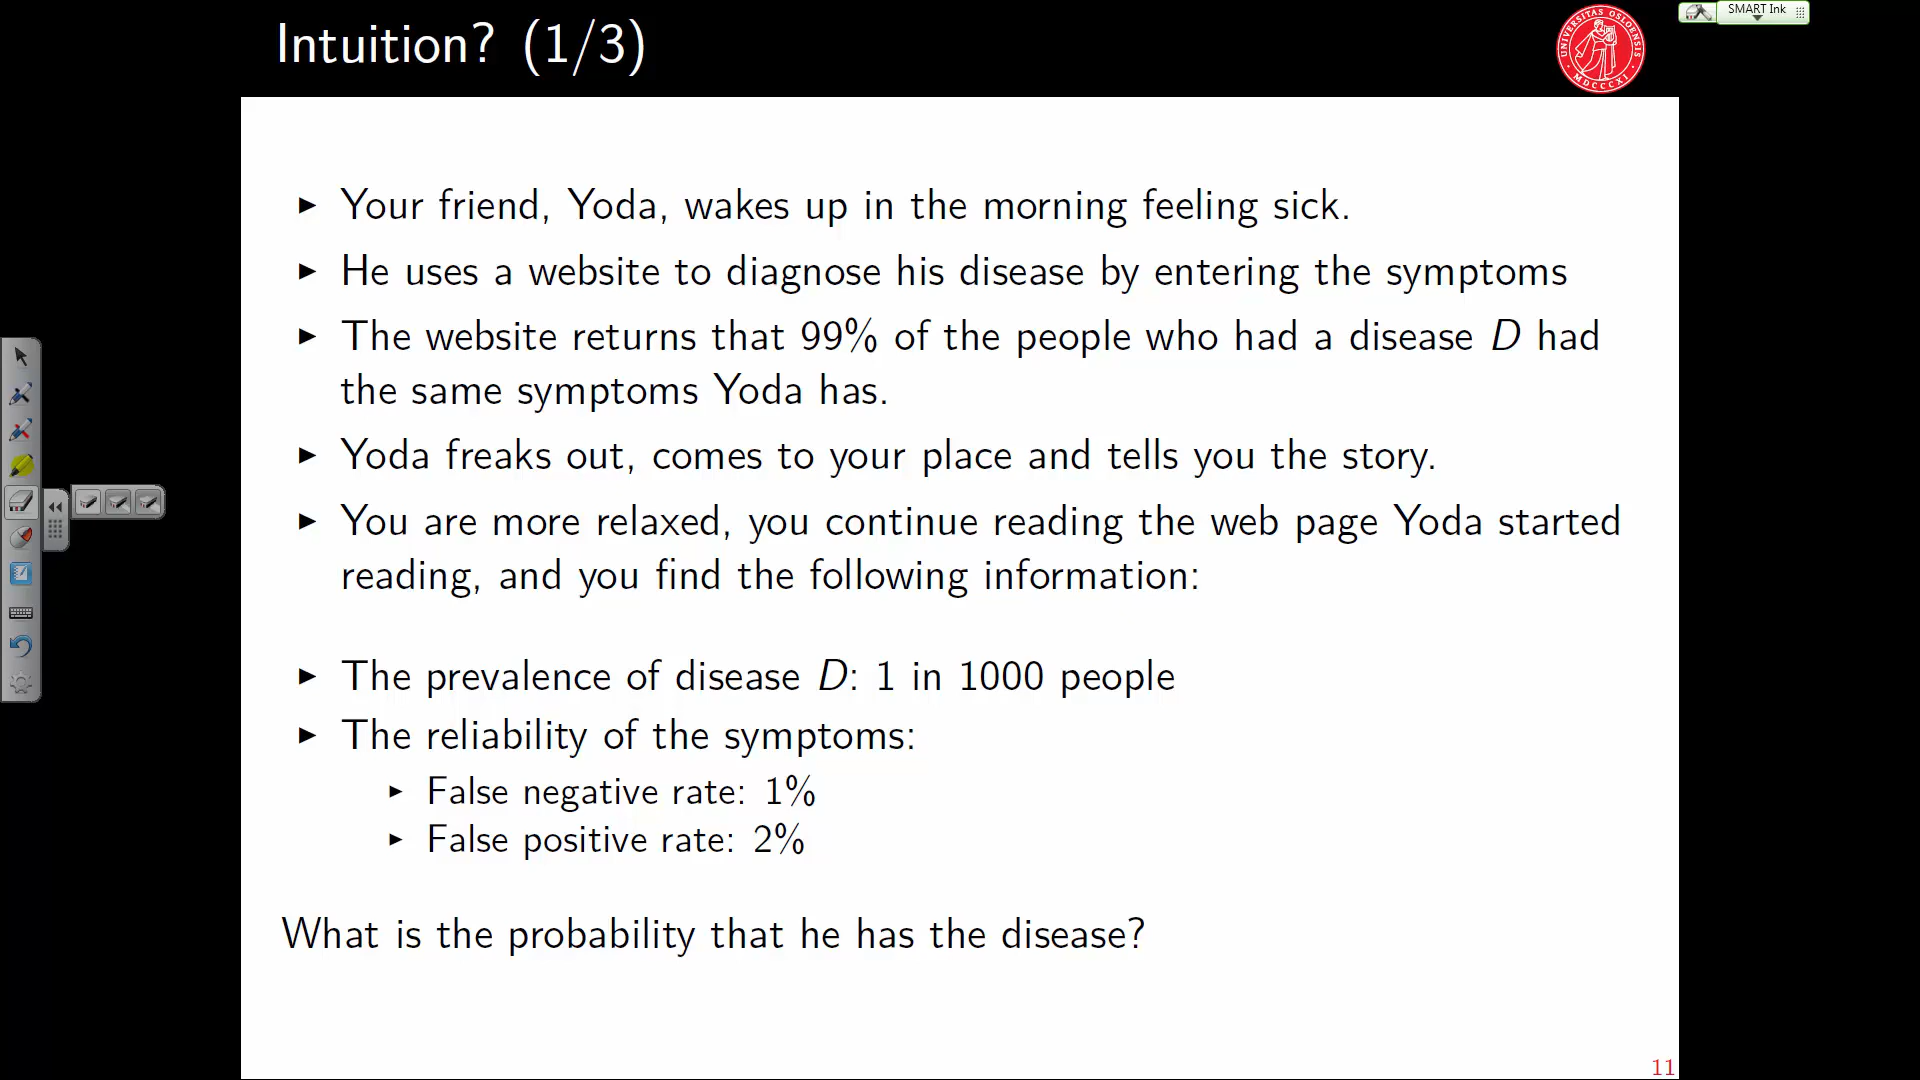 Intuition? (1/3)
UNIVERSITAS OSLOENSIS
MDCCCXI
SMART Ink
► Your friend, Yoda, wakes up in the morning feeling sick.
► He uses a website to diagnose his disease by entering the symptoms
► The website returns that 99% of the people who had a disease D had
the same symptoms Yoda has.
► Yoda freaks out, comes to your place and tells you the story.
► You are more relaxed, you continue reading the web page Yoda started
reading, and you find the following information:
► The prevalence of disease D: 1 in 1000 people
► The reliability of the symptoms:
► False negative rate: 1%
► False positive rate: 2%
What is the probability that he has the disease?
11